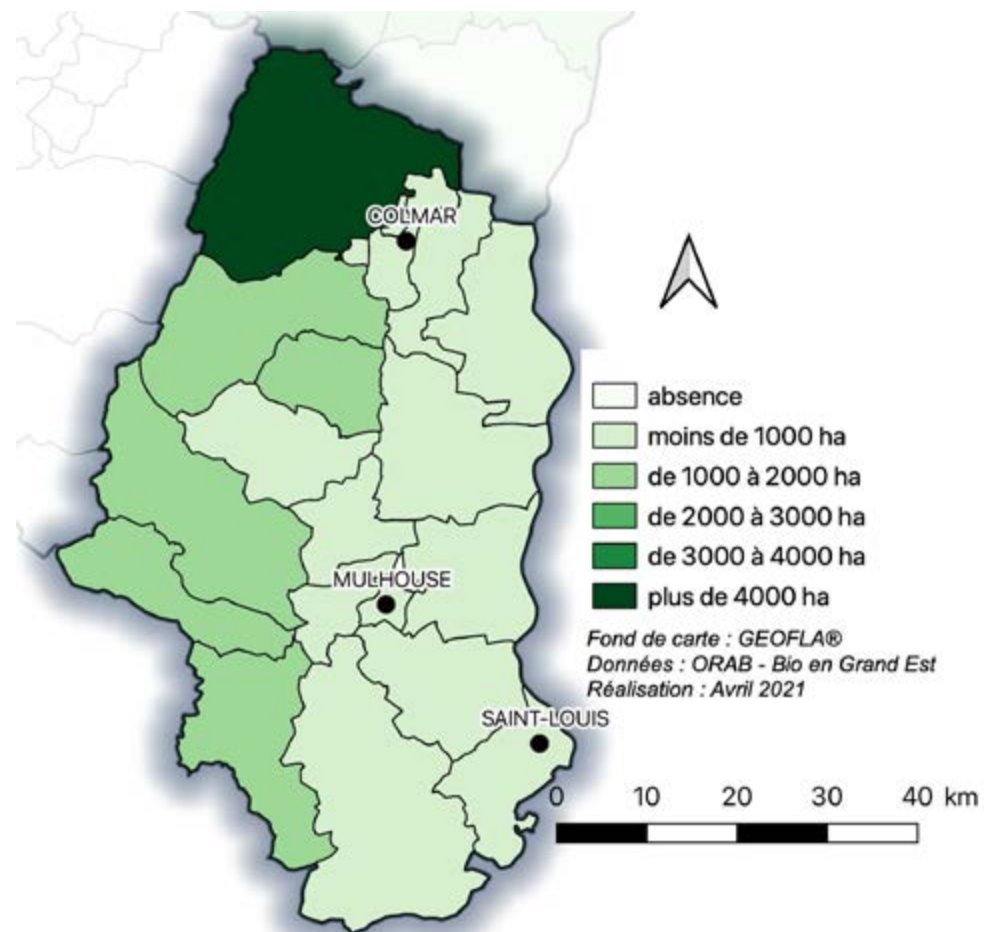 COLMAR
absence
moins de 1000 ha
de 1000 à 2000 ha
de 2000 à 3000 ha
de 3000 à 4000 ha
MULHOUSE
plus de 4000 ha
Fond de carte : GEOFLA®
Données : ORAB - Bio en Grand Est
Réalisation : Avril 2021
SAINT-LOUIS
0 10 20 30 40 km